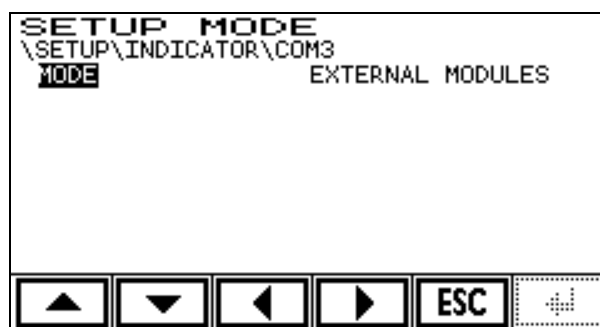 SETUP MODE
\SETUP\INDICATOR\COM3
MODE EXTERNAL MODULES
ESC